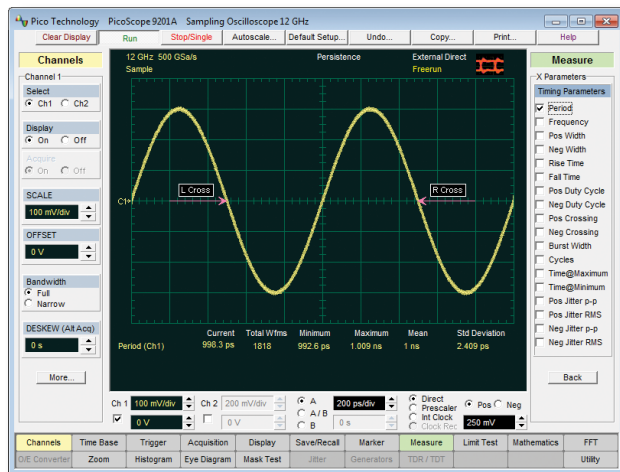 Pico Technology PicoScope 9201A Sampling Oscilloscope 12 GHz
Clear Display Run Stop/Single Autoscale... Default Setup... Undo... Copy... Print... Help
Channels
Channel 1
Select
Ch1 Ch2
Display
On Off
Acquire
On Off
SCALE
100 mV/div
OFFSET
0 V
Bandwidth
Full
Narrow
DESKEW (Alt Acq)
0 s
More...
12 GHz 500 GSa/s Persistence External Direct
Sample Freerun
L Cross R Cross
C1
Current Total Wfms Minimum Maximum Mean Std Deviation
Period (Ch1) 998.3 ps 1818 992.6 ps 1.009 ns 1 ns 2.409 ps
Measure
X Parameters
Timing Parameters
Period
Frequency
Pos Width
Neg Width
Rise Time
Fall Time
Pos Duty Cycle
Neg Duty Cycle
Pos Crossing
Neg Crossing
Burst Width
Cycles
Time@Maximum
Time@Minimum
Pos Jitter p-p
Pos Jitter RMS
Neg Jitter p-p
Neg Jitter RMS
Back
Ch 1 100 mV/div Ch 2 200 mV/div A 200 ps/div Direct Pos Neg
A / B Prescaler
0 V 0 V B 0 s Int Clock 250 mV
Clock Rec
Channels Time Base Trigger Acquisition Display Save/Recall Marker Measure Limit Test Mathematics FFT
O/E Converter Zoom Histogram Eye Diagram Mask Test Jitter Generators TDR / TDT Utility